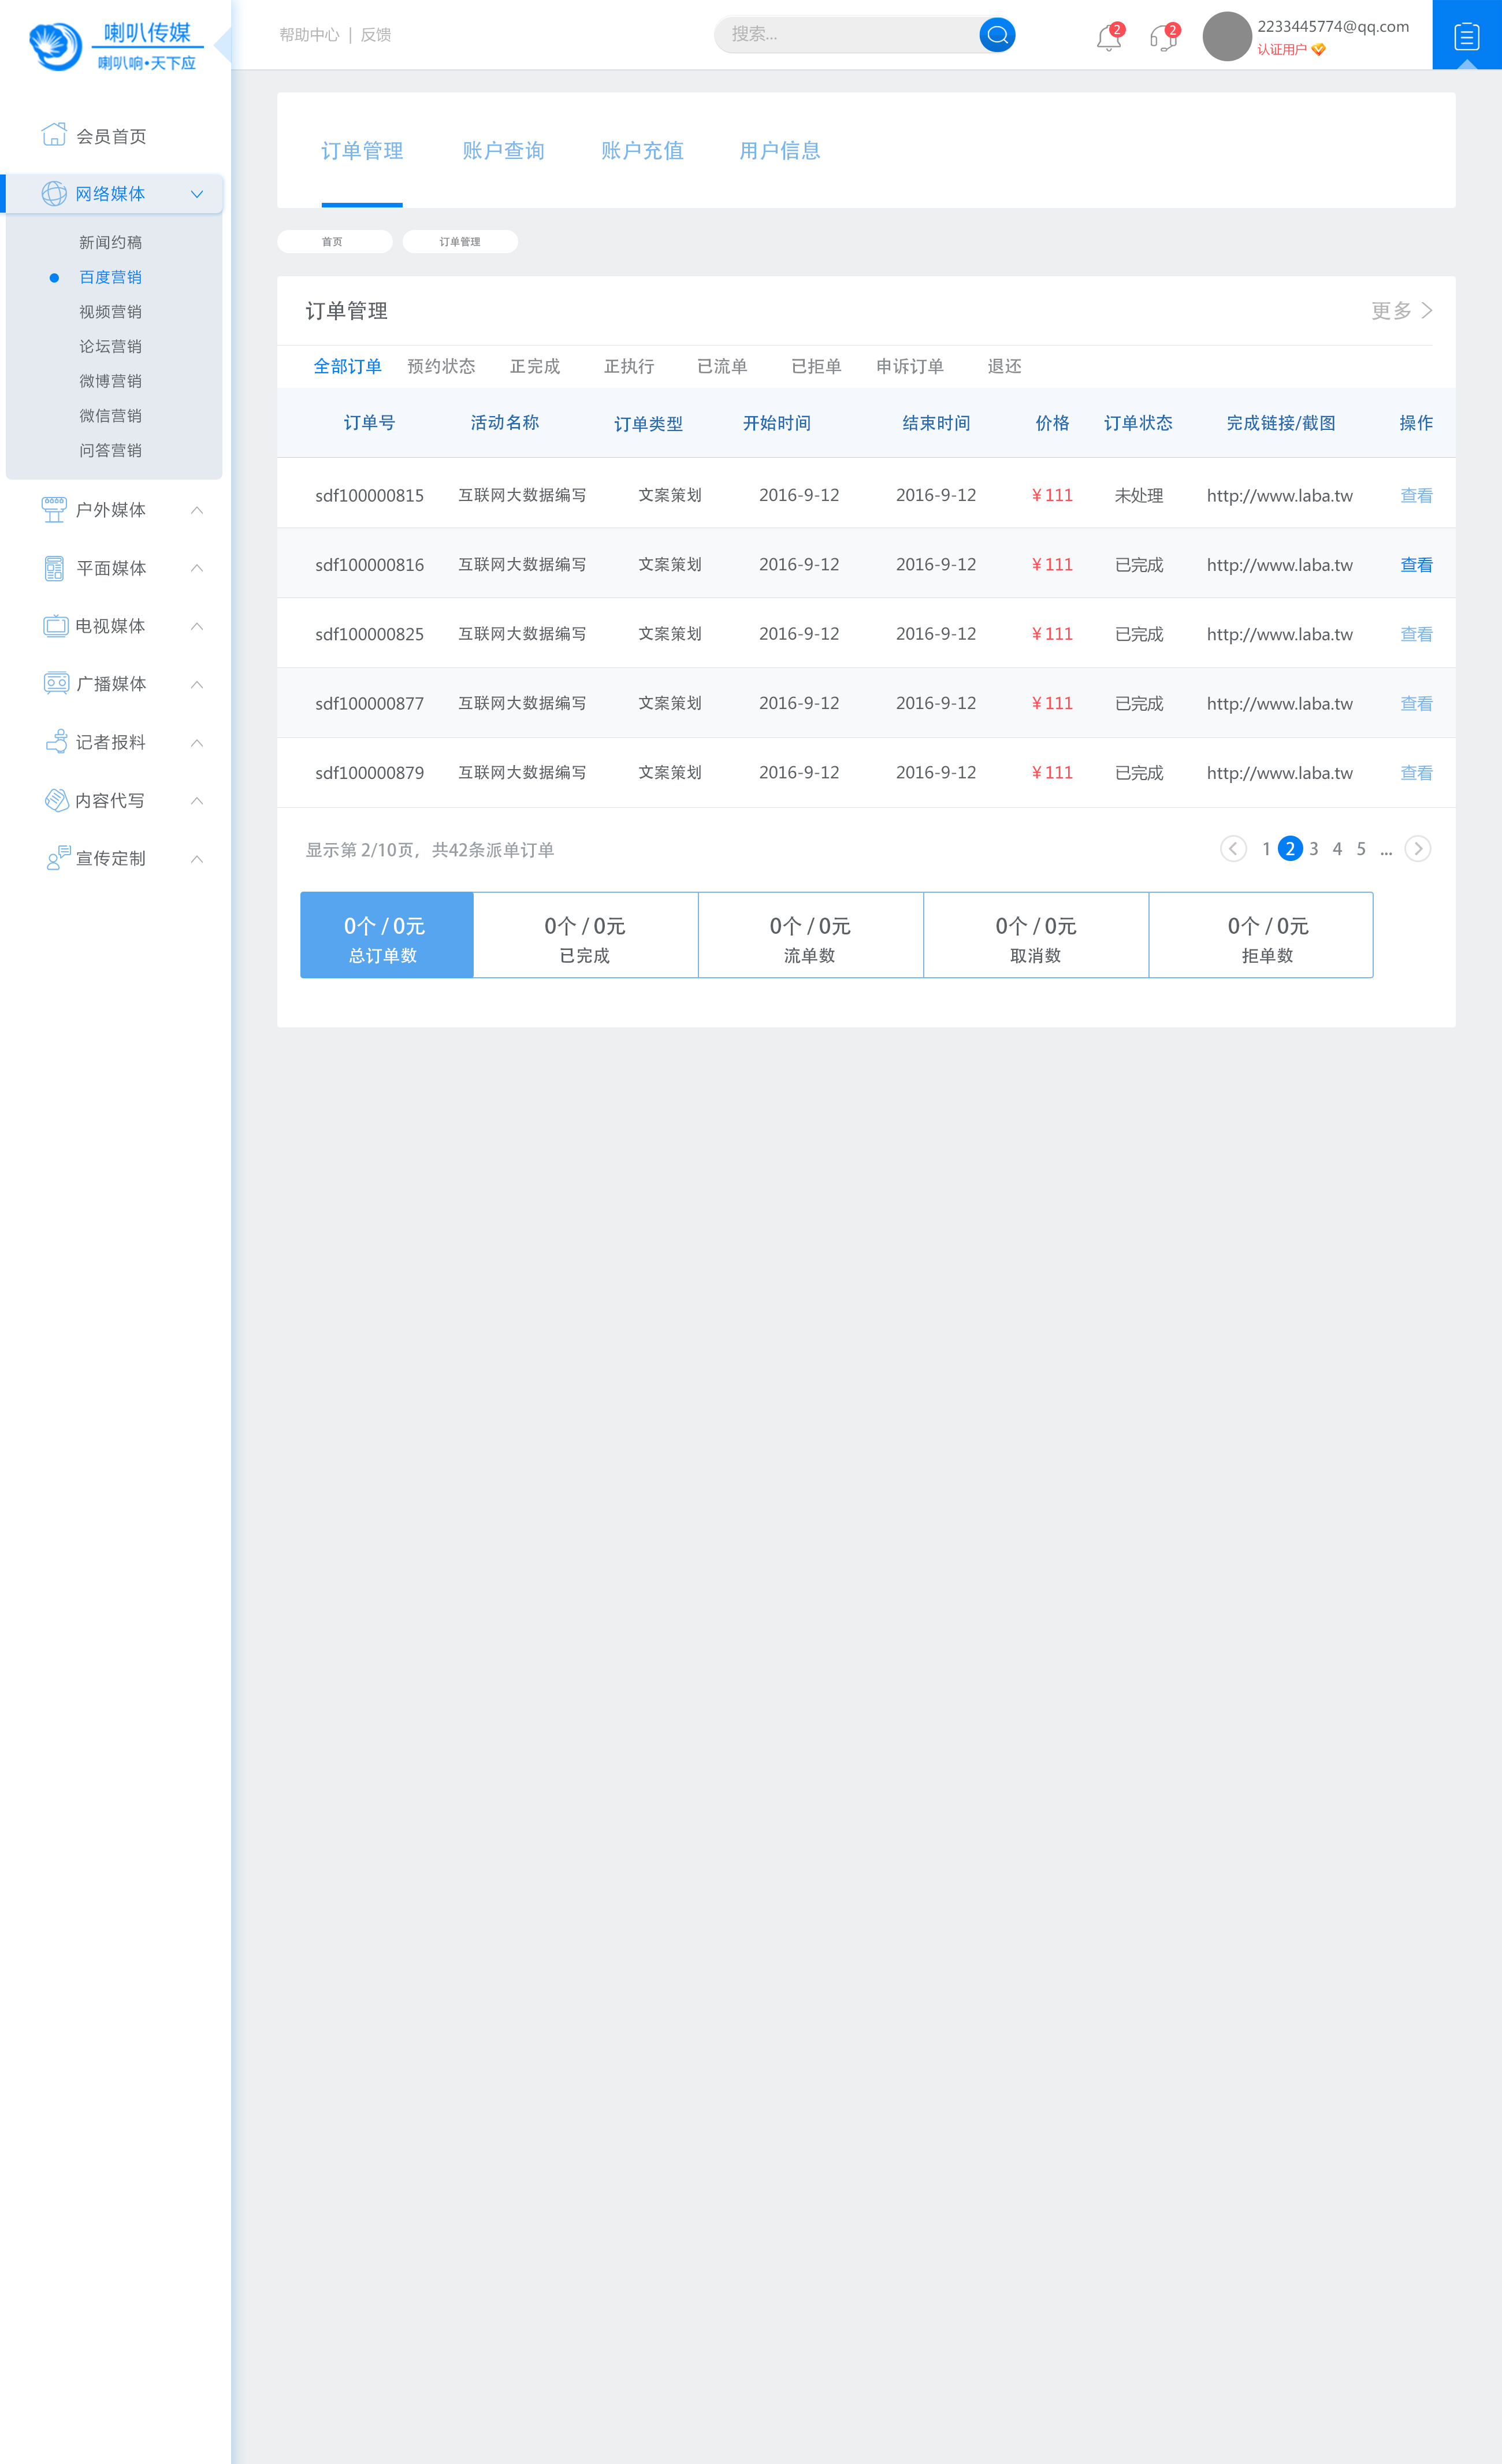 喇叭传媒
喇叭响•天下应
帮助中心 | 反馈
搜索...
2
2
2233445774@qq.com
认证用户
会员首页
网络媒体
新闻约稿
百度营销
视频营销
论坛营销
微博营销
微信营销
问答营销
户外媒体
平面媒体
电视媒体
广播媒体
记者报料
内容代写
宣传定制
订单管理 账户查询 账户充值 用户信息
首页 订单管理
订单管理 更多
全部订单 预约状态 正完成 正执行 已流单 已拒单 申诉订单 退还
订单号 活动名称 订单类型 开始时间 结束时间 价格 订单状态 完成链接/截图 操作
sdf100000815 互联网大数据编写 文案策划 2016-9-12 2016-9-12 ¥111 未处理 http://www.laba.tw 查看
sdf100000816 互联网大数据编写 文案策划 2016-9-12 2016-9-12 ¥111 已完成 http://www.laba.tw 查看
sdf100000825 互联网大数据编写 文案策划 2016-9-12 2016-9-12 ¥111 已完成 http://www.laba.tw 查看
sdf100000877 互联网大数据编写 文案策划 2016-9-12 2016-9-12 ¥111 已完成 http://www.laba.tw 查看
sdf100000879 互联网大数据编写 文案策划 2016-9-12 2016-9-12 ¥111 已完成 http://www.laba.tw 查看
显示第 2/10页，共42条派单订单 1 2 3 4 5 ...
0个 / 0元 0个 / 0元 0个 / 0元 0个 / 0元 0个 / 0元
总订单数 已完成 流单数 取消数 拒单数